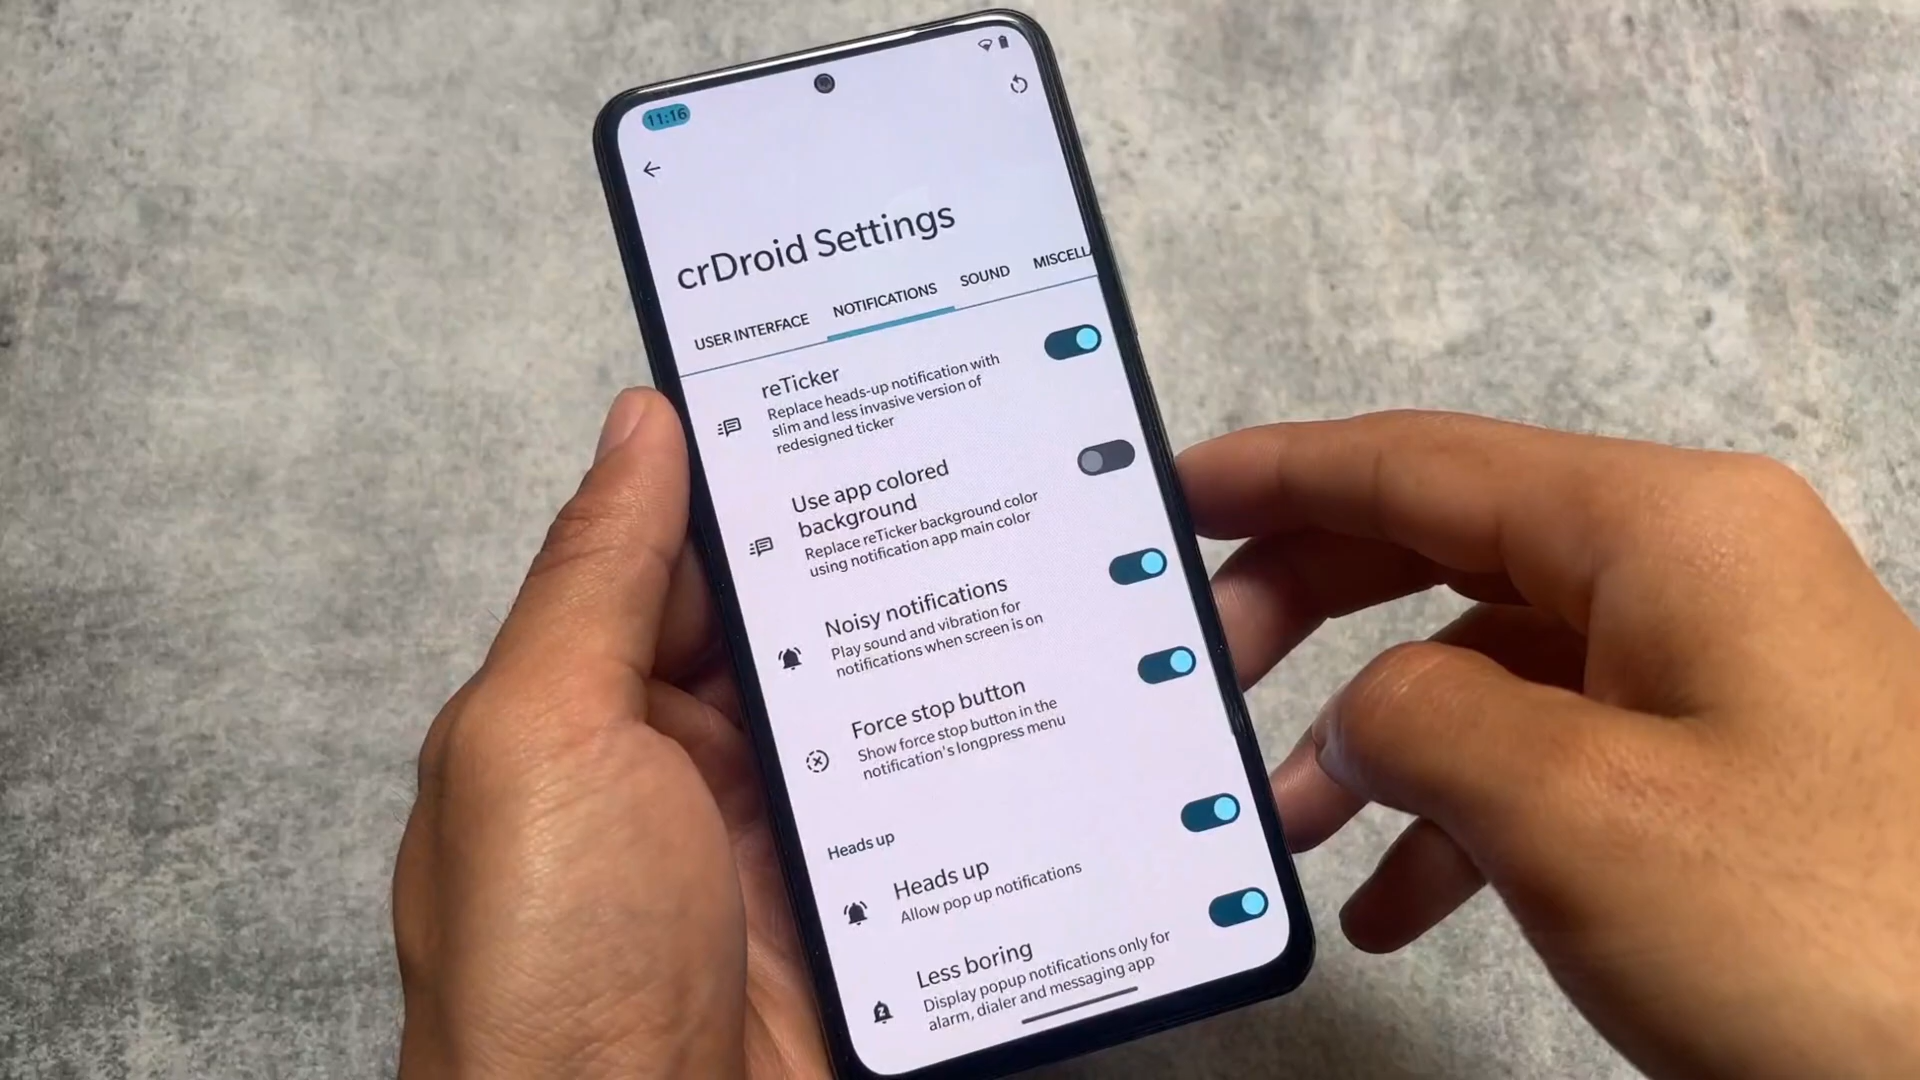 11:16
crDroid Settings
USER INTERFACE
NOTIFICATIONS
SOUND
MISCELL
reTicker
Replace heads-up notification with
slim and less invasive version of
redesigned ticker
Use app colored
background
Replace reTicker background color
using notification app main color
Noisy notifications
Play sound and vibration for
notifications when screen is on
Force stop button
Show force stop button in the
notification's longpress menu
Heads up
Heads up
Allow pop up notifications
Less boring
Display popup notifications only for
alarm, dialer and messaging app